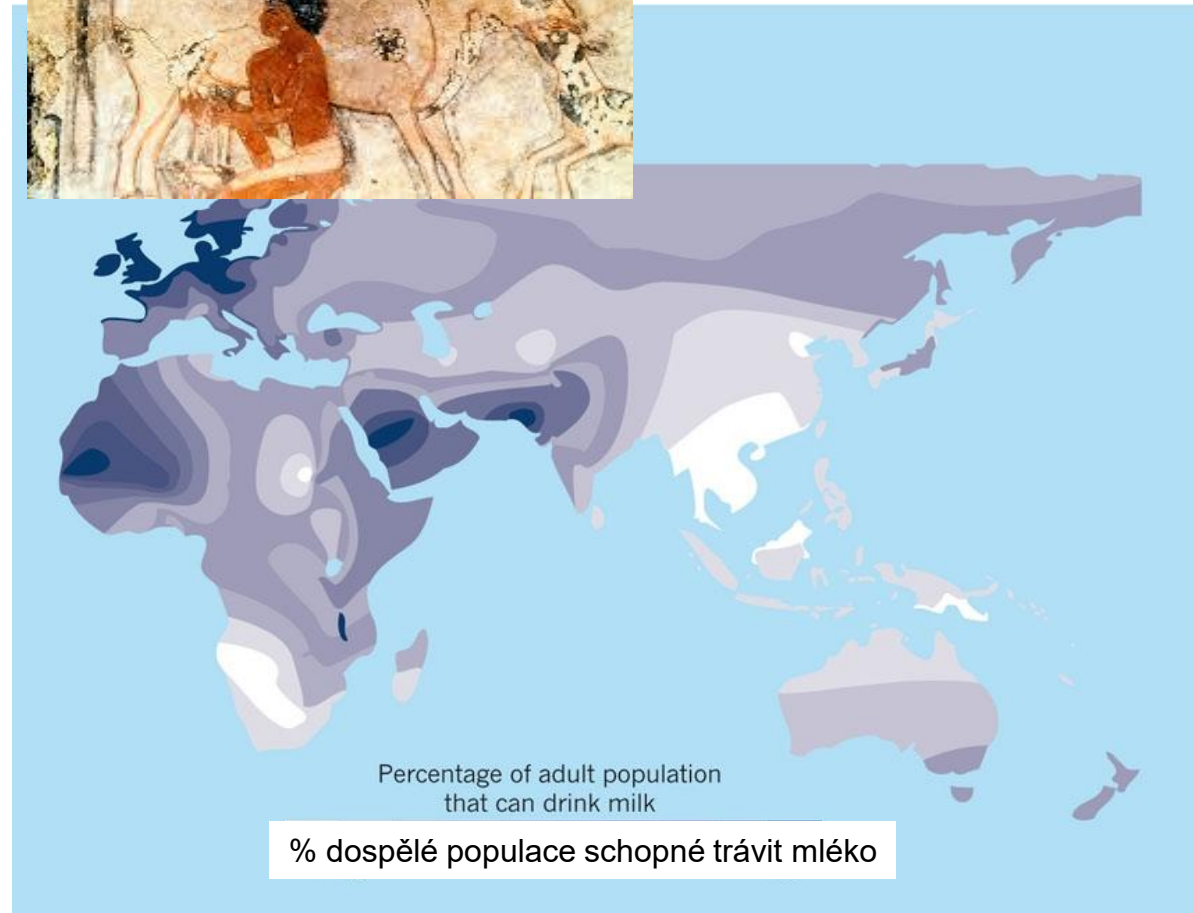 Percentage of adult population
that can drink milk
% dospělé populace schopné trávit mléko